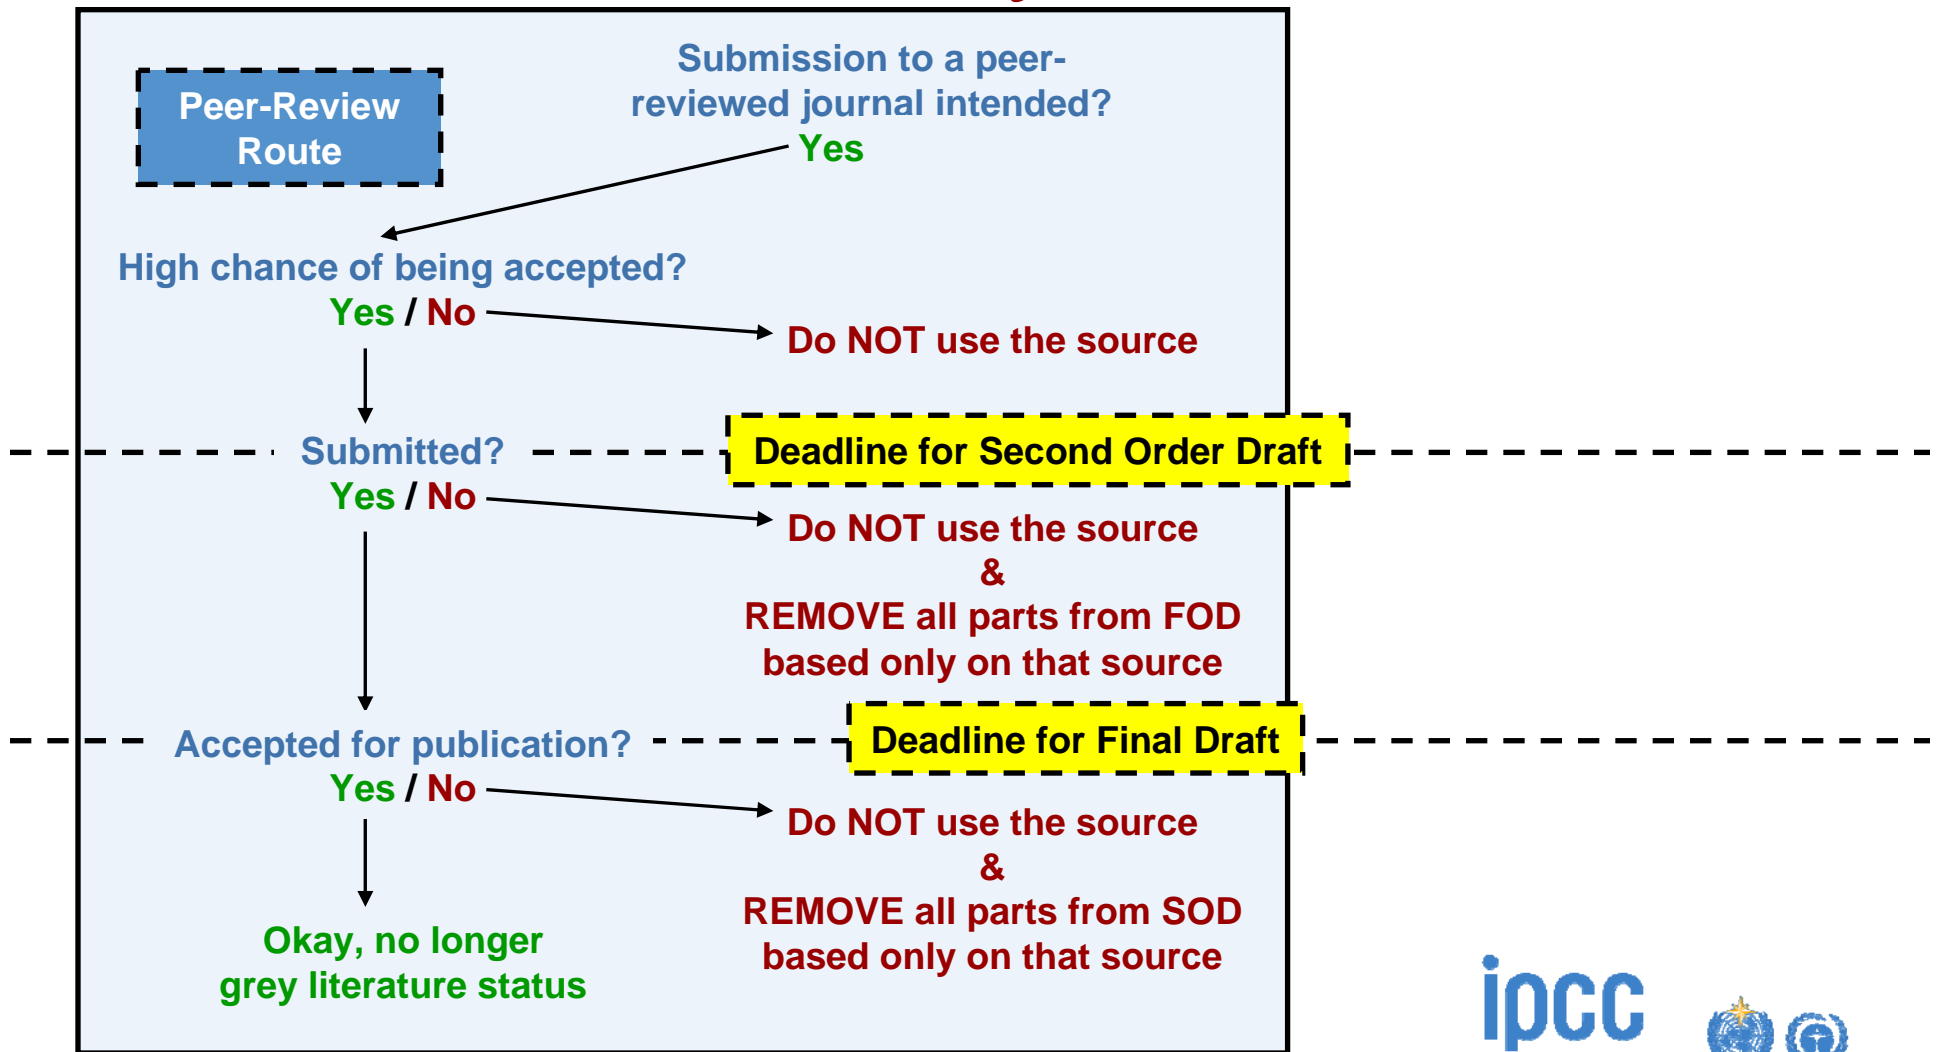 Submission to a peer-
reviewed journal intended?
Yes
Peer-Review
Route
High chance of being accepted?
Yes / No
Do NOT use the source
Submitted?
Deadline for Second Order Draft
Yes / No
Do NOT use the source
&
REMOVE all parts from FOD
based only on that source
Accepted for publication?
Deadline for Final Draft
Yes / No
Do NOT use the source
&
REMOVE all parts from SOD
based only on that source
Okay, no longer
grey literature status
ipcc